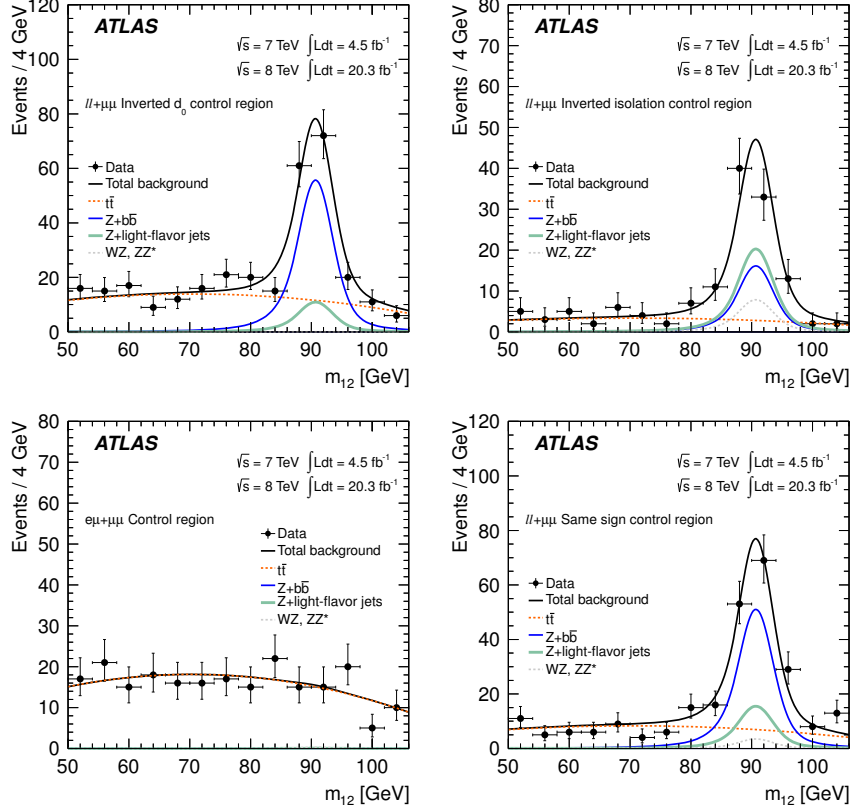 ATLAS
√s = 7 TeV ∫Ldt = 4.5 fb⁻¹
√s = 8 TeV ∫Ldt = 20.3 fb⁻¹
ll+μμ Inverted d₀ control region
Data
Total background
tt̄
Z+bb̄
Z+light-flavor jets
WZ, ZZ*
Events / 4 GeV
0 20 40 60 80 100 120
50 60 70 80 90 100
m₁₂ [GeV]
ATLAS
√s = 7 TeV ∫Ldt = 4.5 fb⁻¹
√s = 8 TeV ∫Ldt = 20.3 fb⁻¹
ll+μμ Inverted isolation control region
Data
Total background
tt̄
Z+bb̄
Z+light-flavor jets
WZ, ZZ*
Events / 4 GeV
0 10 20 30 40 50 60 70 80
50 60 70 80 90 100
m₁₂ [GeV]
ATLAS
√s = 7 TeV ∫Ldt = 4.5 fb⁻¹
√s = 8 TeV ∫Ldt = 20.3 fb⁻¹
eμ+μμ Control region
Data
Total background
tt̄
Z+bb̄
Z+light-flavor jets
WZ, ZZ*
Events / 4 GeV
0 10 20 30 40 50 60 70 80
50 60 70 80 90 100
m₁₂ [GeV]
ATLAS
√s = 7 TeV ∫Ldt = 4.5 fb⁻¹
√s = 8 TeV ∫Ldt = 20.3 fb⁻¹
ll+μμ Same sign control region
Data
Total background
tt̄
Z+bb̄
Z+light-flavor jets
WZ, ZZ*
Events / 4 GeV
0 20 40 60 80 100 120
50 60 70 80 90 100
m₁₂ [GeV]